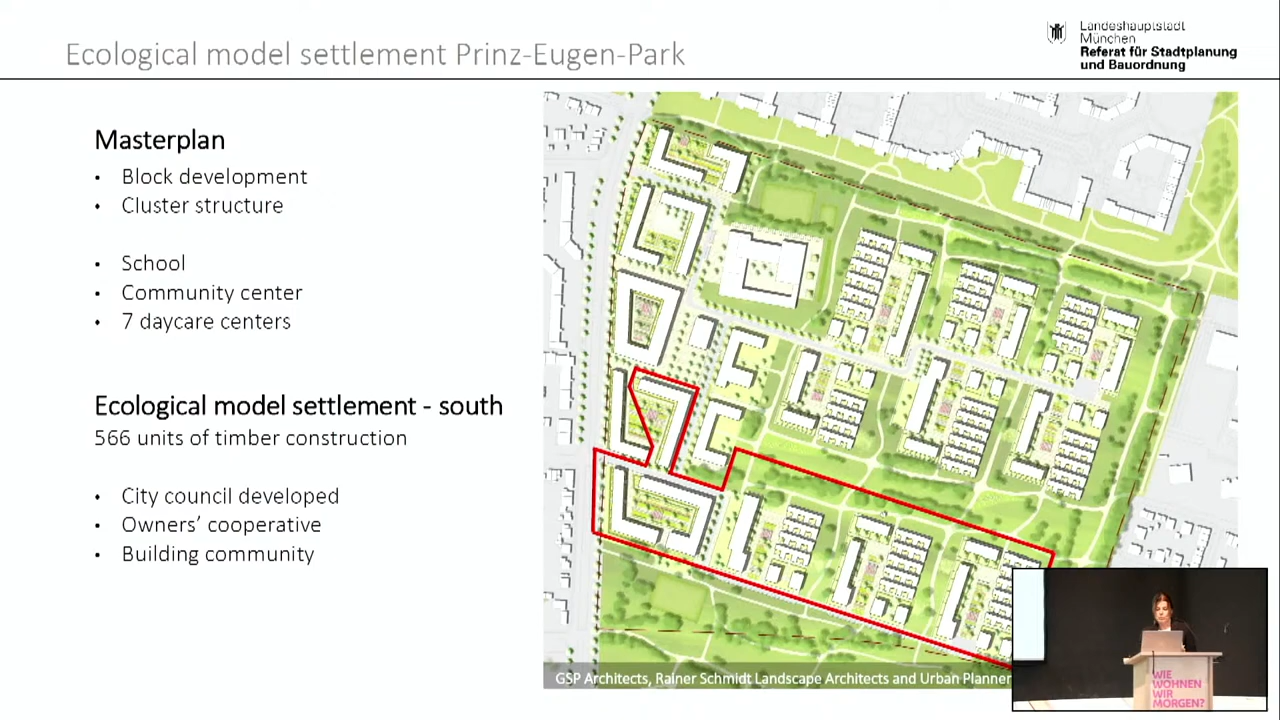 Ecological model settlement Prinz-Eugen-Park
Landeshauptstadt
München
Referat für Stadtplanung
und Bauordnung
Masterplan
• Block development
• Cluster structure
• School
• Community center
• 7 daycare centers
Ecological model settlement - south
566 units of timber construction
• City council developed
• Owners’ cooperative
• Building community
GSP Architects, Rainer Schmidt Landscape Architects and Urban Planner
WIE
WOHNEN
WIR
MORGEN?